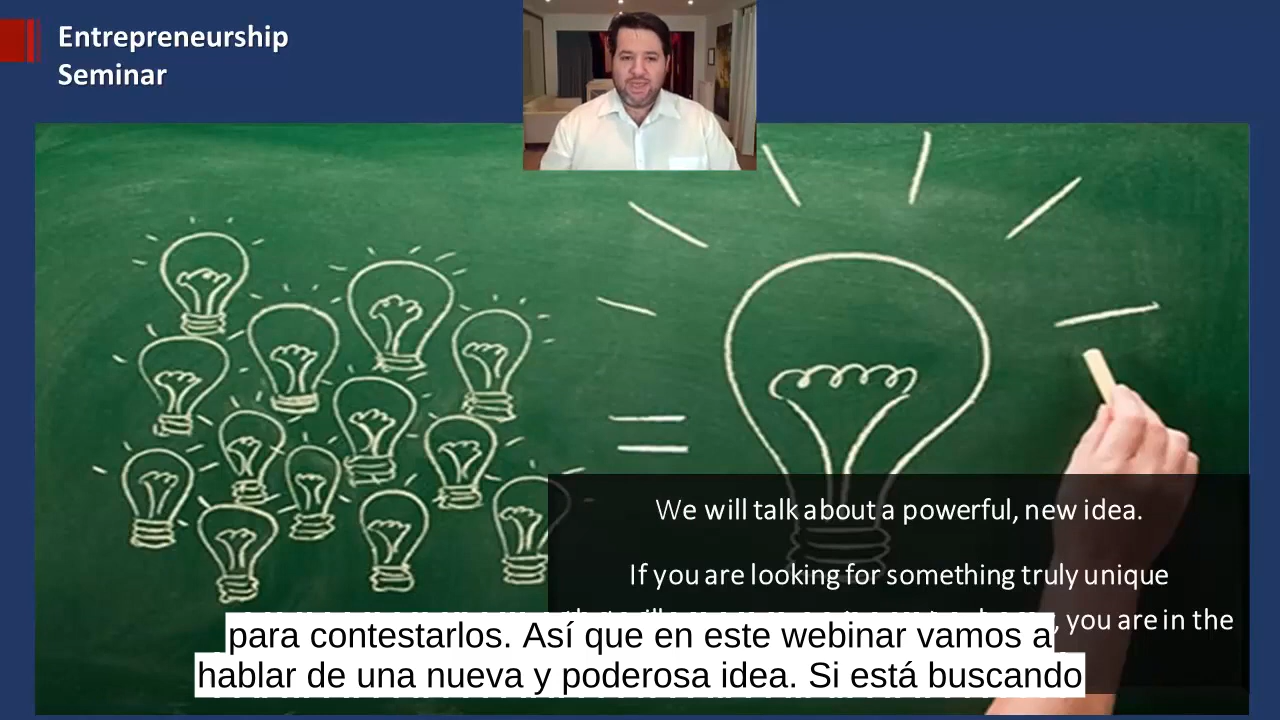 Entrepreneurship
Seminar
We will talk about a powerful, new idea.
If you are looking for something truly unique
, you are in the
para contestarlos. Así que en este webinar vamos a
hablar de una nueva y poderosa idea. Si está buscando